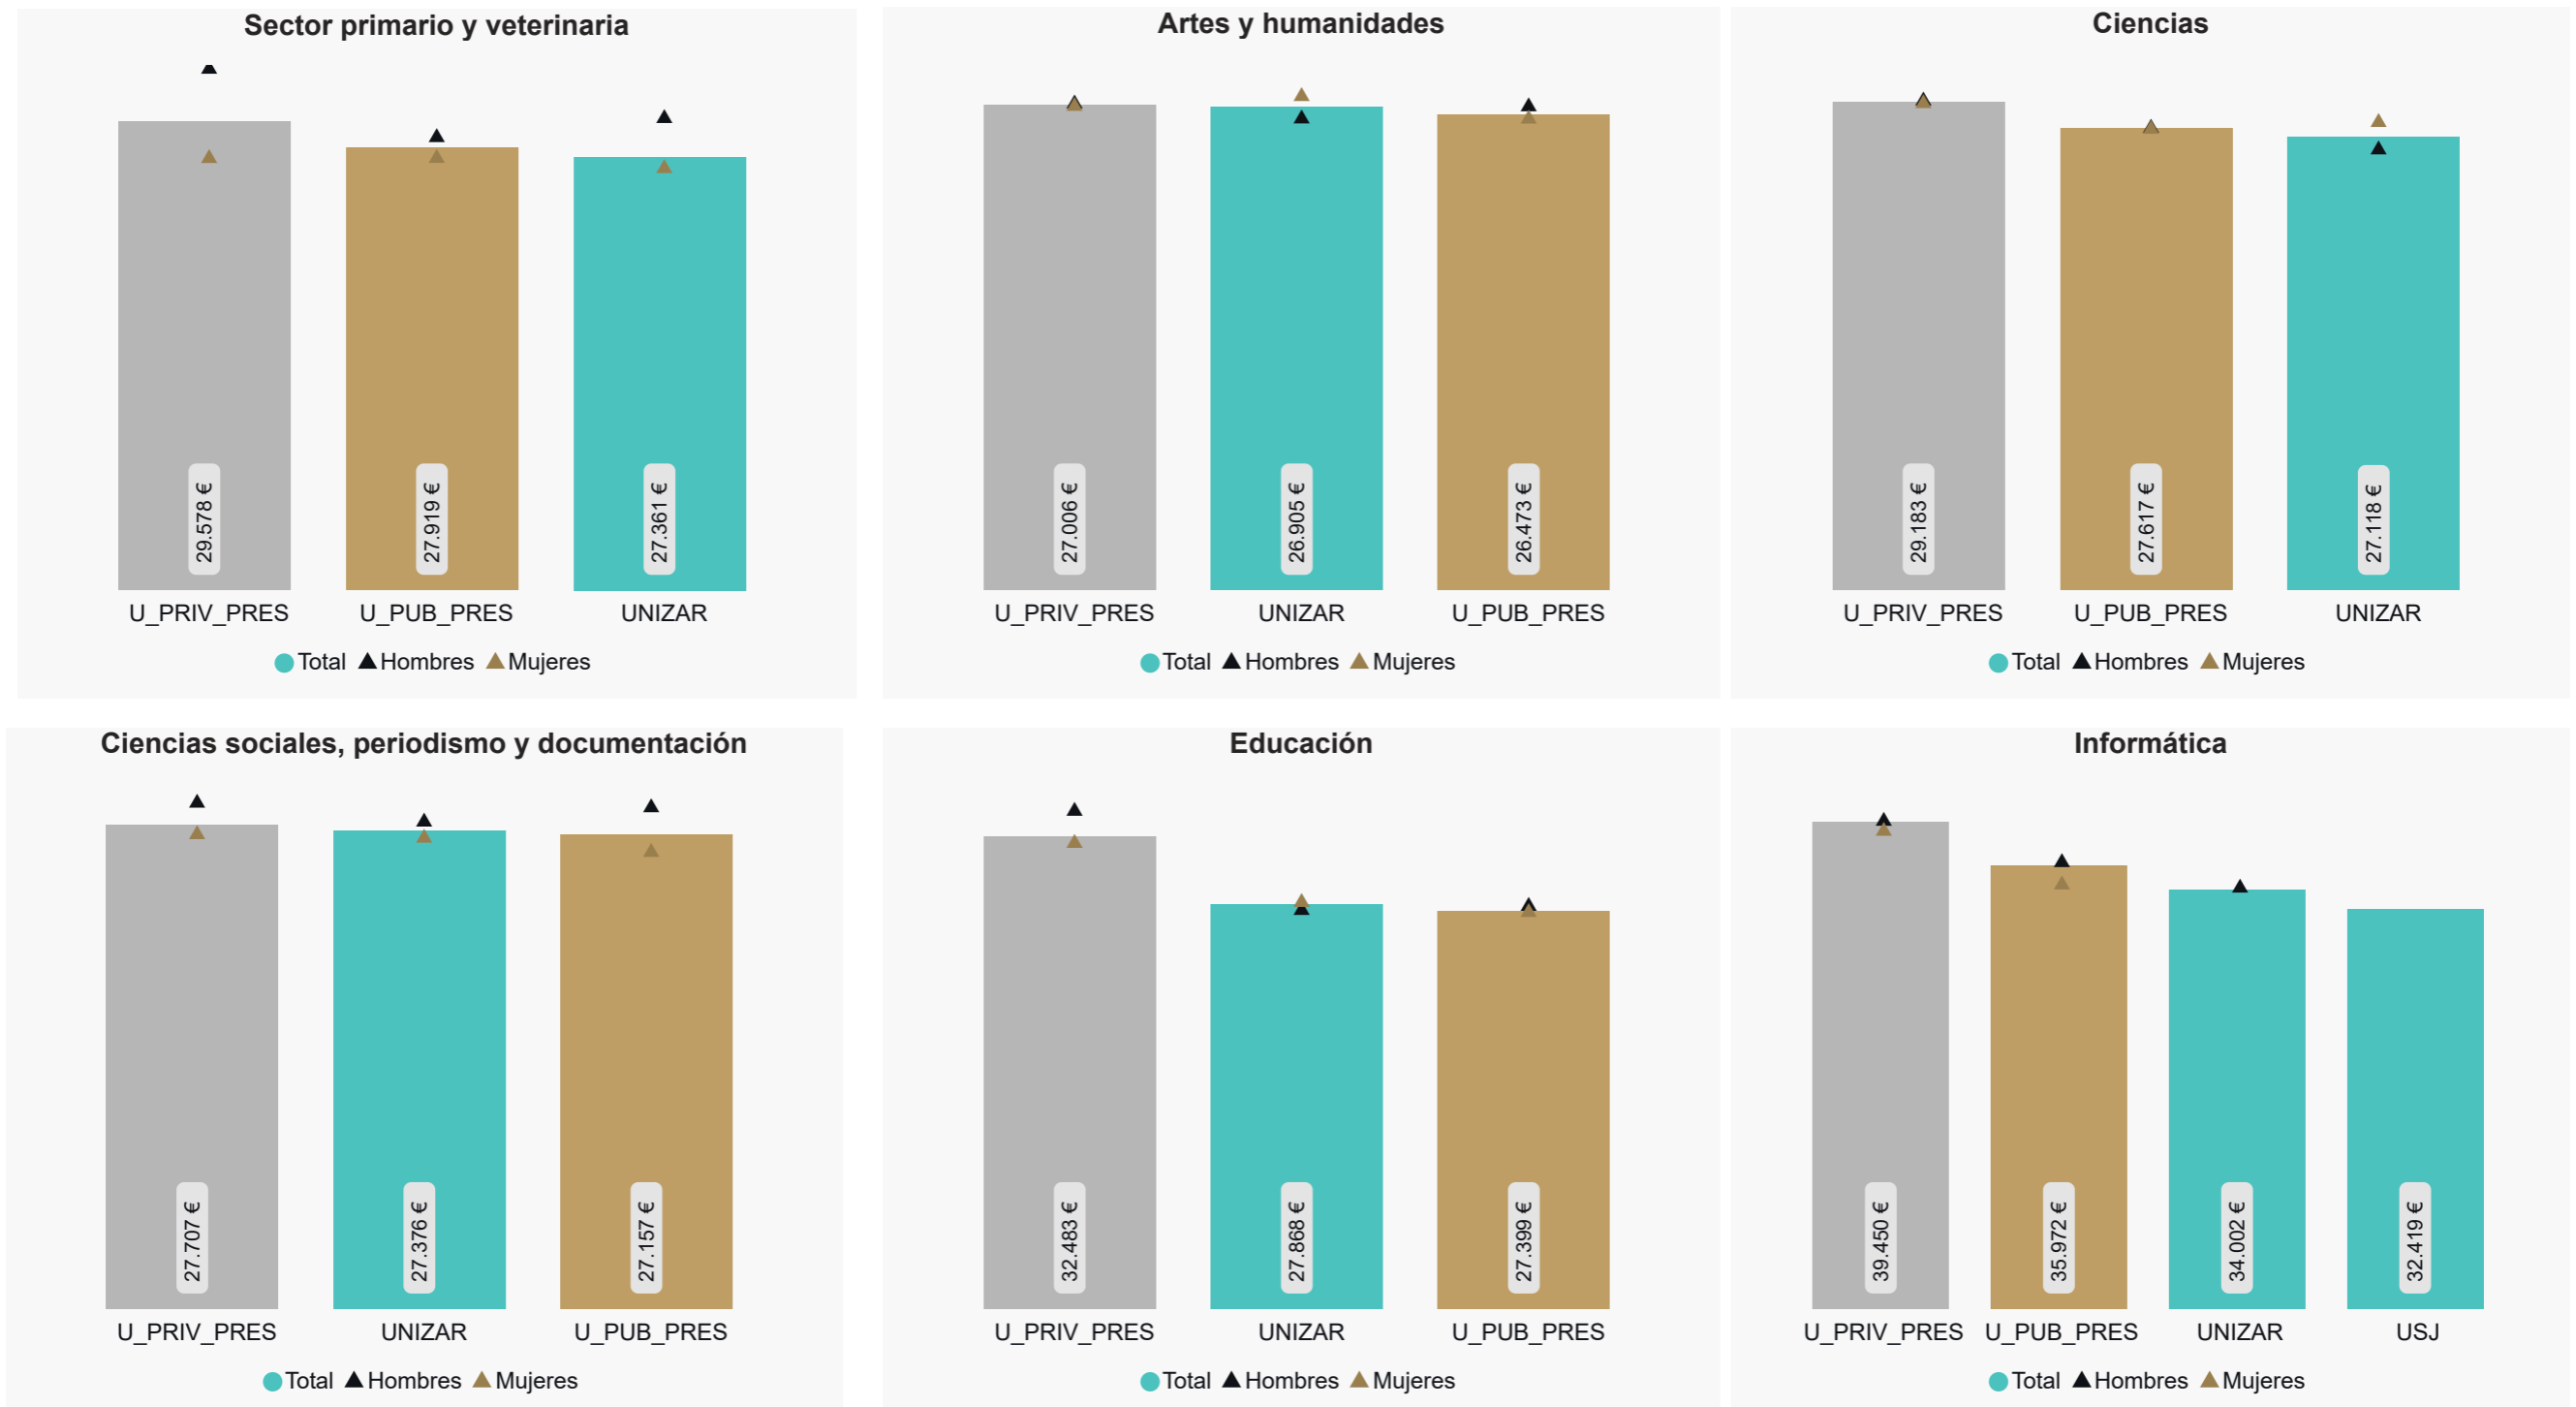 Sector primario y veterinaria
29.578 €
27.919 €
27.361 €
U_PRIV_PRES
U_PUB_PRES
UNIZAR
Total Hombres Mujeres
Artes y humanidades
27.006 €
26.905 €
26.473 €
U_PRIV_PRES
UNIZAR
U_PUB_PRES
Total Hombres Mujeres
Ciencias
29.183 €
27.617 €
27.118 €
U_PRIV_PRES
U_PUB_PRES
UNIZAR
Total Hombres Mujeres
Ciencias sociales, periodismo y documentación
27.707 €
27.376 €
27.157 €
U_PRIV_PRES
UNIZAR
U_PUB_PRES
Total Hombres Mujeres
Educación
32.483 €
27.868 €
27.399 €
U_PRIV_PRES
UNIZAR
U_PUB_PRES
Total Hombres Mujeres
Informática
39.450 €
35.972 €
34.002 €
32.419 €
U_PRIV_PRES
U_PUB_PRES
UNIZAR
USJ
Total Hombres Mujeres